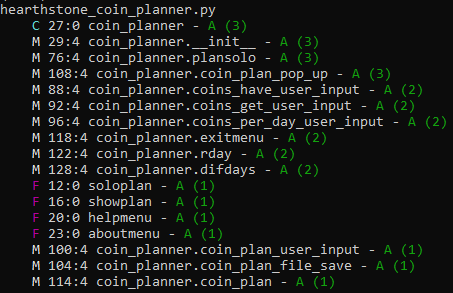 hearthstone_coin_planner.py
C 27:0 coin_planner - A (3)
M 29:4 coin_planner.__init__ - A (3)
M 76:4 coin_planner.plansolo - A (3)
M 108:4 coin_planner.coin_plan_pop_up - A (3)
M 88:4 coin_planner.coins_have_user_input - A (2)
M 92:4 coin_planner.coins_get_user_input - A (2)
M 96:4 coin_planner.coins_per_day_user_input - A (2)
M 118:4 coin_planner.exitmenu - A (2)
M 122:4 coin_planner.rday - A (2)
M 128:4 coin_planner.difdays - A (2)
F 12:0 soloplan - A (1)
F 16:0 showplan - A (1)
F 20:0 helpmenu - A (1)
F 23:0 aboutmenu - A (1)
M 100:4 coin_planner.coin_plan_user_input - A (1)
M 104:4 coin_planner.coin_plan_file_save - A (1)
M 114:4 coin_planner.coin_plan - A (1)